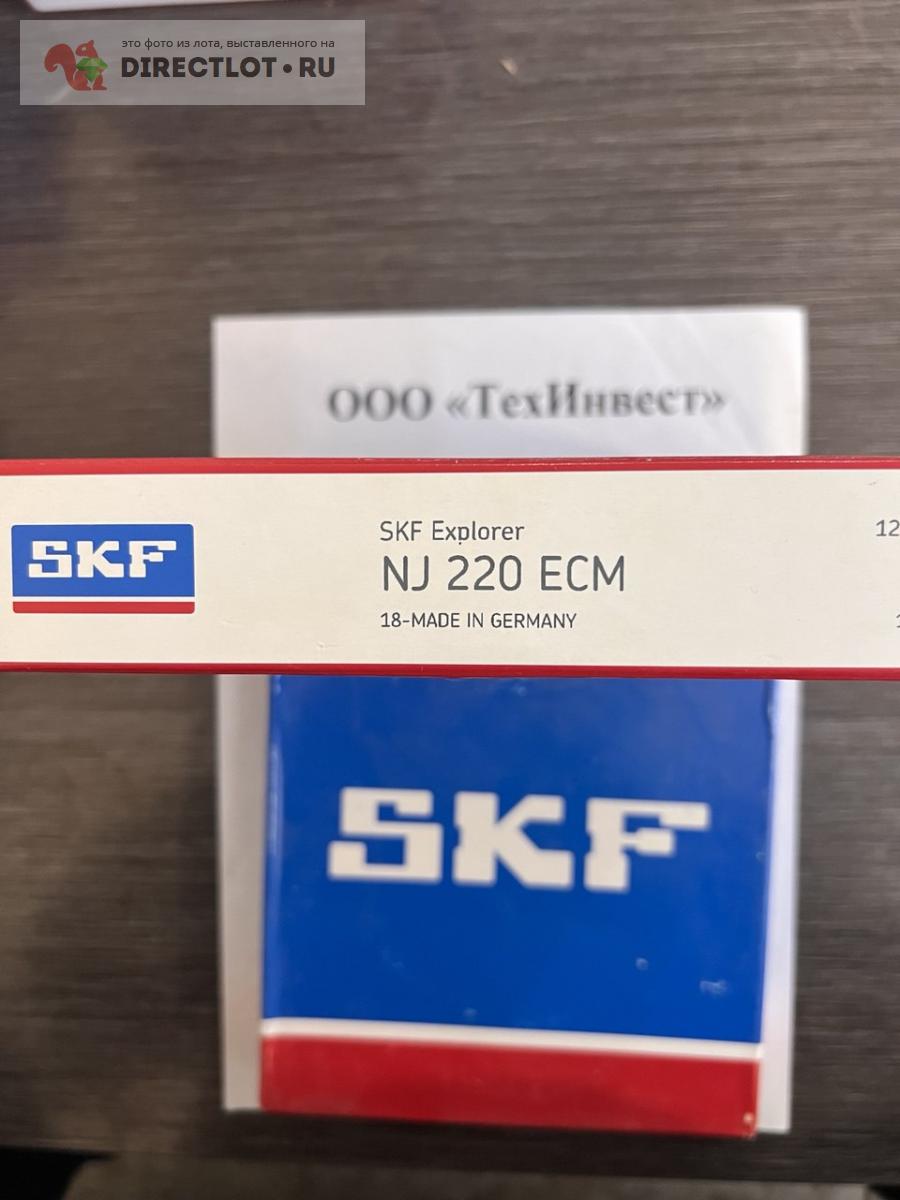 это фото из лота, выставленного на
DIRECTLOT•RU
ООО «ТехИнвест»
SKF
SKF Explorer
NJ 220 ECM
18-MADE IN GERMANY
12
SKF